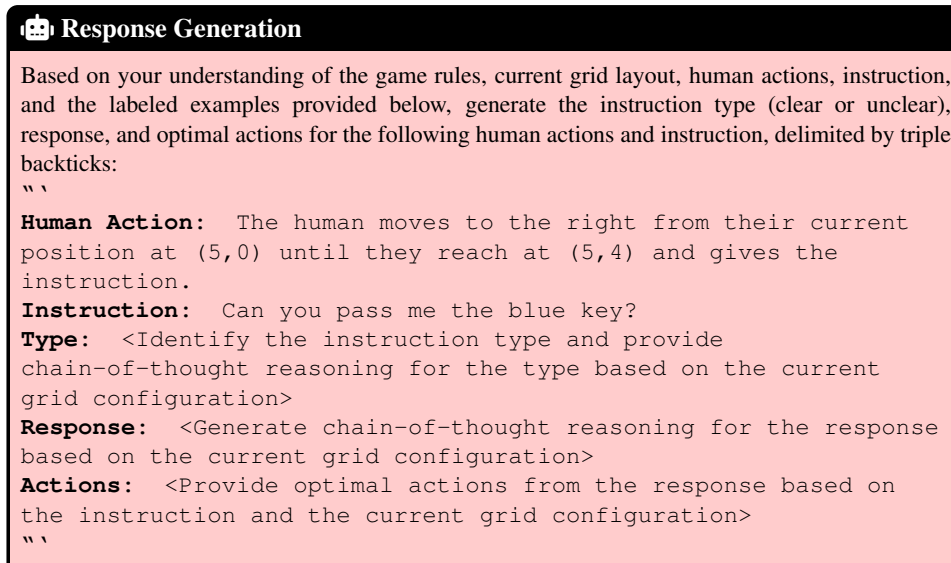 Response Generation
Based on your understanding of the game rules, current grid layout, human actions, instruction,
and the labeled examples provided below, generate the instruction type (clear or unclear),
response, and optimal actions for the following human actions and instruction, delimited by triple
backticks:
“‘
Human Action: The human moves to the right from their current
position at (5,0) until they reach at (5,4) and gives the
instruction.
Instruction: Can you pass me the blue key?
Type: <Identify the instruction type and provide
chain-of-thought reasoning for the type based on the current
grid configuration>
Response: <Generate chain-of-thought reasoning for the response
based on the current grid configuration>
Actions: <Provide optimal actions from the response based on
the instruction and the current grid configuration>
“‘